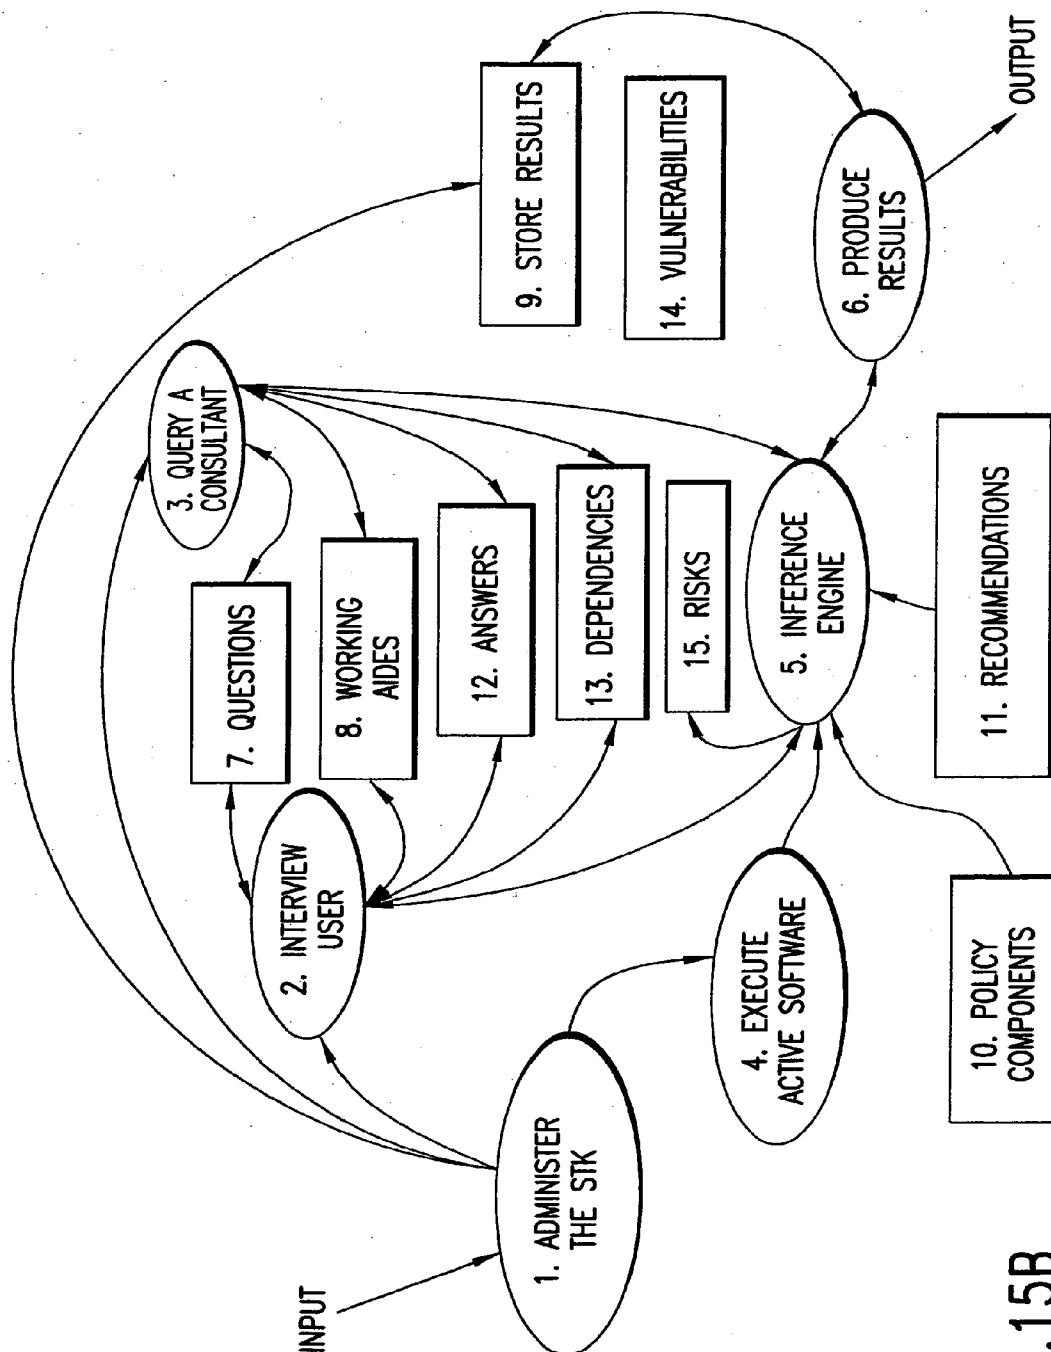 INPUT
1. ADMINISTER
THE STK
2. INTERVIEW
USER
3. QUERY A
CONSULTANT
4. EXECUTE
ACTIVE SOFTWARE
5. INFERENCE
ENGINE
6. PRODUCE
RESULTS
OUTPUT
7. QUESTIONS
8. WORKING
AIDES
9. STORE RESULTS
10. POLICY
COMPONENTS
11. RECOMMENDATIONS
12. ANSWERS
13. DEPENDENCIES
14. VULNERABILITIES
15. RISKS
.15B